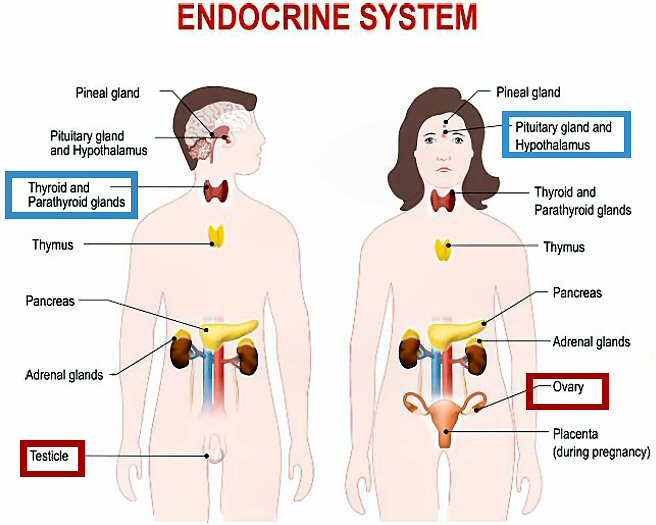 ENDOCRINE SYSTEM
Pineal gland
Pituitary gland
and Hypothalamus
Thyroid and
Parathyroid glands
Thymus
Pancreas
Adrenal glands
Testicle
Pineal gland
Pituitary gland and
Hypothalamus
Thyroid and
Parathyroid glands
Thymus
Pancreas
Adrenal glands
Ovary
Placenta
(during pregnancy)